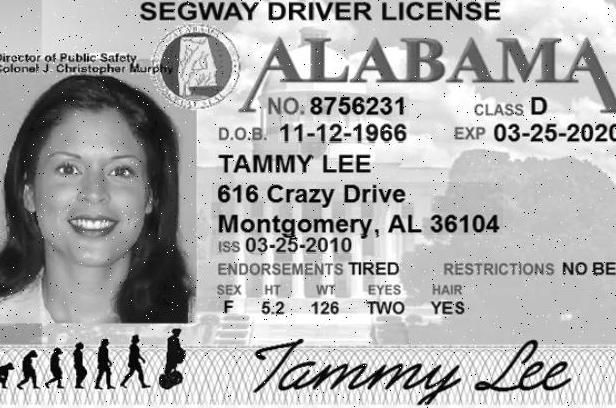 SEGWAY DRIVER LICENSE
Director of Public Safety
Colonel J. Christopher Murphy
ALABAMA
NO. 8756231 CLASS D
D.O.B. 11-12-1966 EXP 03-25-2020
TAMMY LEE
616 Crazy Drive
Montgomery, AL 36104
ISS 03-25-2010
ENDORSEMENTS TIRED RESTRICTIONS NO BE
SEX HT WT EYES HAIR
F 5.2 126 TWO YES
Tammy Lee